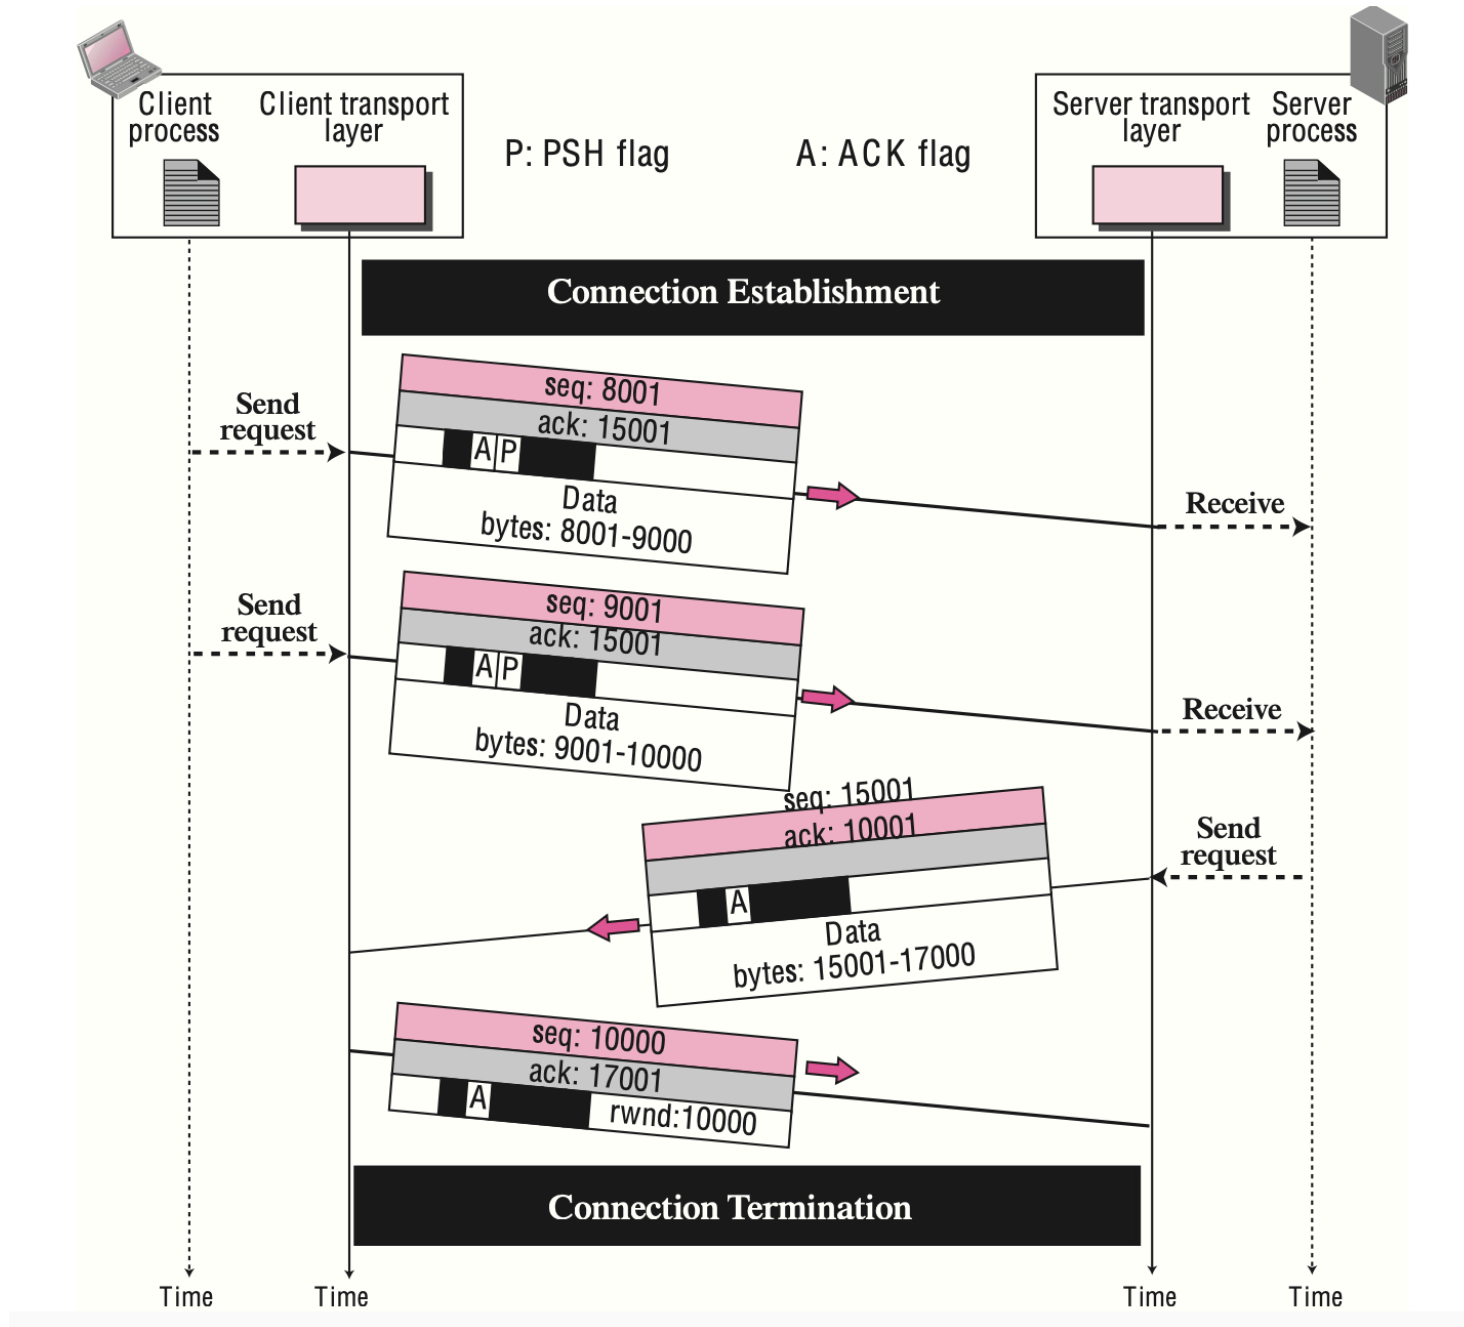 Client
process
Client transport
layer
P: PSH flag
A: ACK flag
Server transport
layer
Server
process
Connection Establishment
Send
request
seq: 8001
ack: 15001
A P
Data
bytes: 8001-9000
Receive
Send
request
seq: 9001
ack: 15001
A P
Data
bytes: 9001-10000
Receive
seq: 15001
ack: 10001
A
Data
bytes: 15001-17000
Send
request
seq: 10000
ack: 17001
A
rwnd:10000
Connection Termination
Time
Time
Time
Time